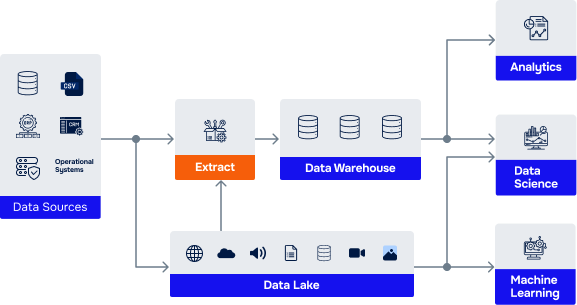 Analytics
CSV
ERP
CRM
Operational
Systems
Data Sources
Extract
Data Warehouse
Data
Science
Data Lake
Machine
Learning